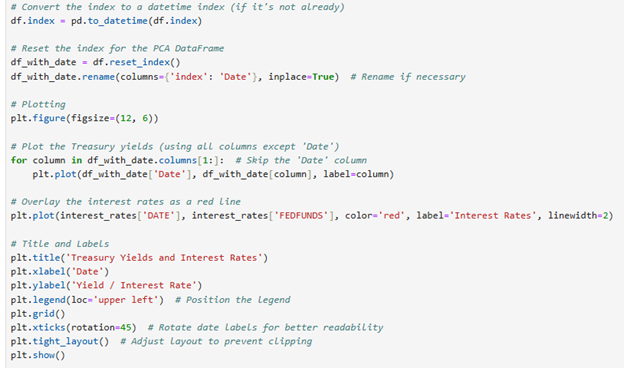 # Convert the index to a datetime index (if it's not already)
df.index = pd.to_datetime(df.index)
# Reset the index for the PCA DataFrame
df_with_date = df.reset_index()
df_with_date.rename(columns={'index': 'Date'}, inplace=True)  # Rename if necessary
# Plotting
plt.figure(figsize=(12, 6))
# Plot the Treasury yields (using all columns except 'Date')
for column in df_with_date.columns[1:]:  # Skip the 'Date' column
    plt.plot(df_with_date['Date'], df_with_date[column], label=column)
# Overlay the interest rates as a red line
plt.plot(interest_rates['DATE'], interest_rates['FEDFUNDS'], color='red', label='Interest Rates', linewidth=2)
# Title and Labels
plt.title('Treasury Yields and Interest Rates')
plt.xlabel('Date')
plt.ylabel('Yield / Interest Rate')
plt.legend(loc='upper left')  # Position the legend
plt.grid()
plt.xticks(rotation=45)  # Rotate date labels for better readability
plt.tight_layout()  # Adjust layout to prevent clipping
plt.show()